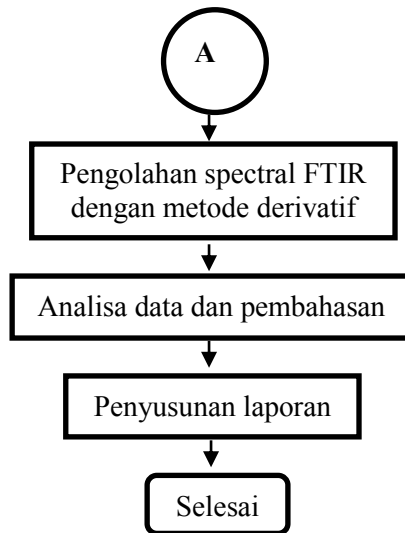 A
Pengolahan spectral FTIR
dengan metode derivatif
Analisa data dan pembahasan
Penyusunan laporan
Selesai